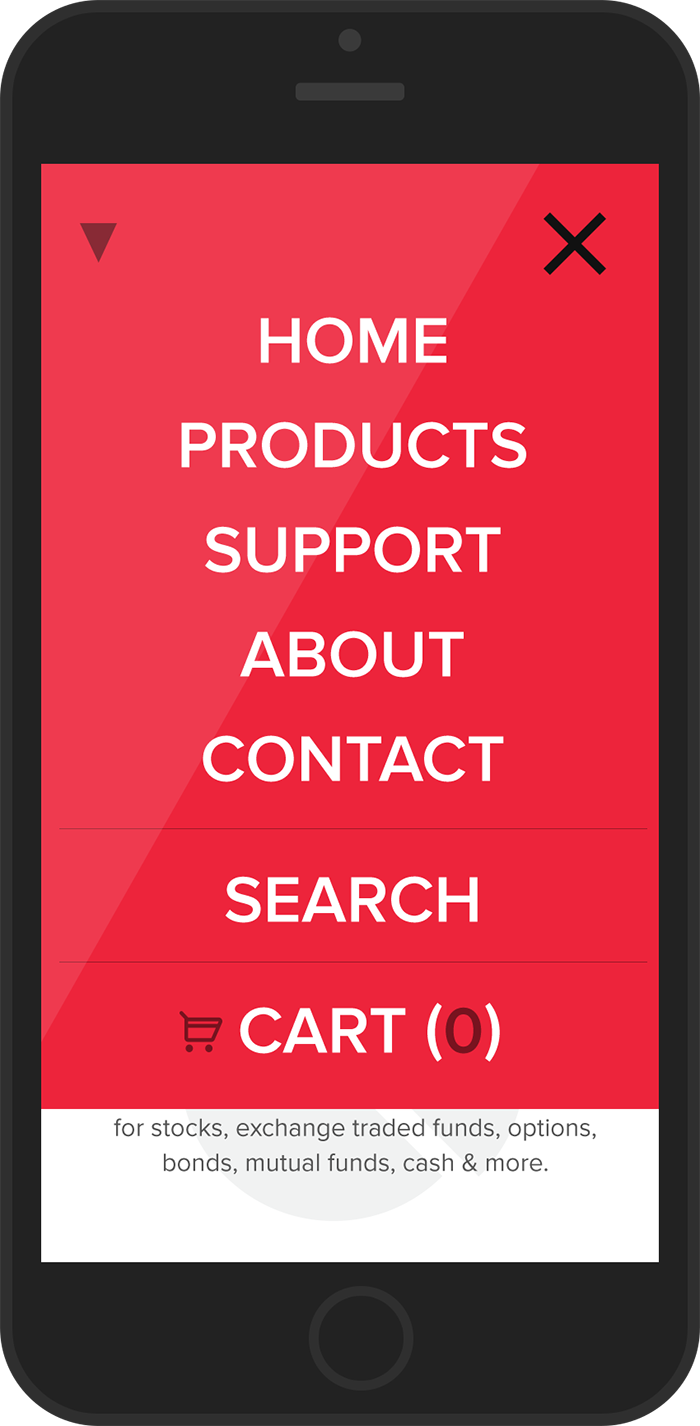 HOME
PRODUCTS
SUPPORT
ABOUT
CONTACT
SEARCH
CART (0)
for stocks, exchange traded funds, options,
bonds, mutual funds, cash & more.